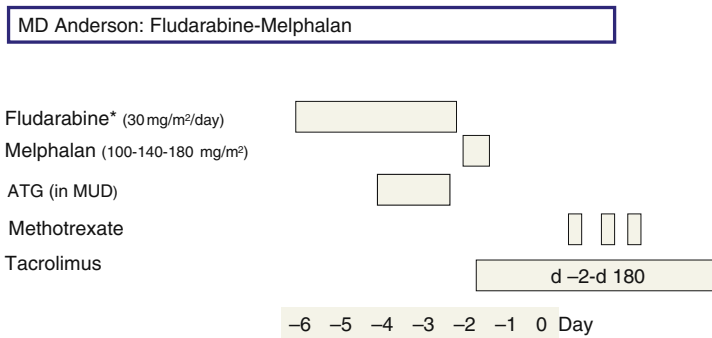 MD Anderson: Fludarabine-Melphalan
Fludarabine* (30 mg/m²/day)
Melphalan (100-140-180 mg/m²)
ATG (in MUD)
Methotrexate
Tacrolimus
d –2-d 180
–6 –5 –4 –3 –2 –1 0 Day